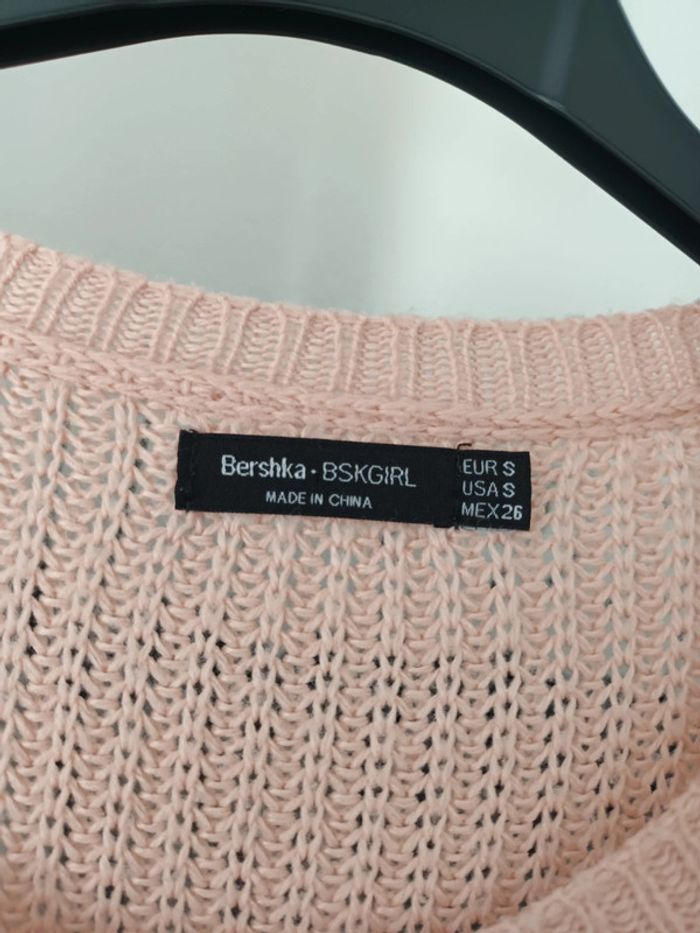 Bershka · BSKGIRL
MADE IN CHINA
EUR S
USA S
MEX 26